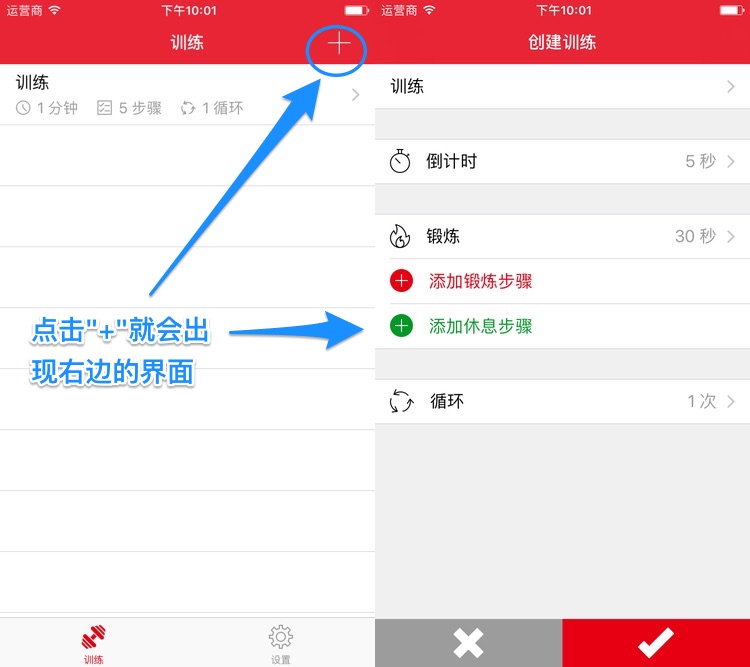 运营商 下午10:01
训练
训练
1 分钟 5 步骤 1 循环
点击"+"就会出
现右边的界面
训练 设置
运营商 下午10:01
创建训练
训练
倒计时 5 秒
锻炼 30 秒
添加锻炼步骤
添加休息步骤
循环 1 次